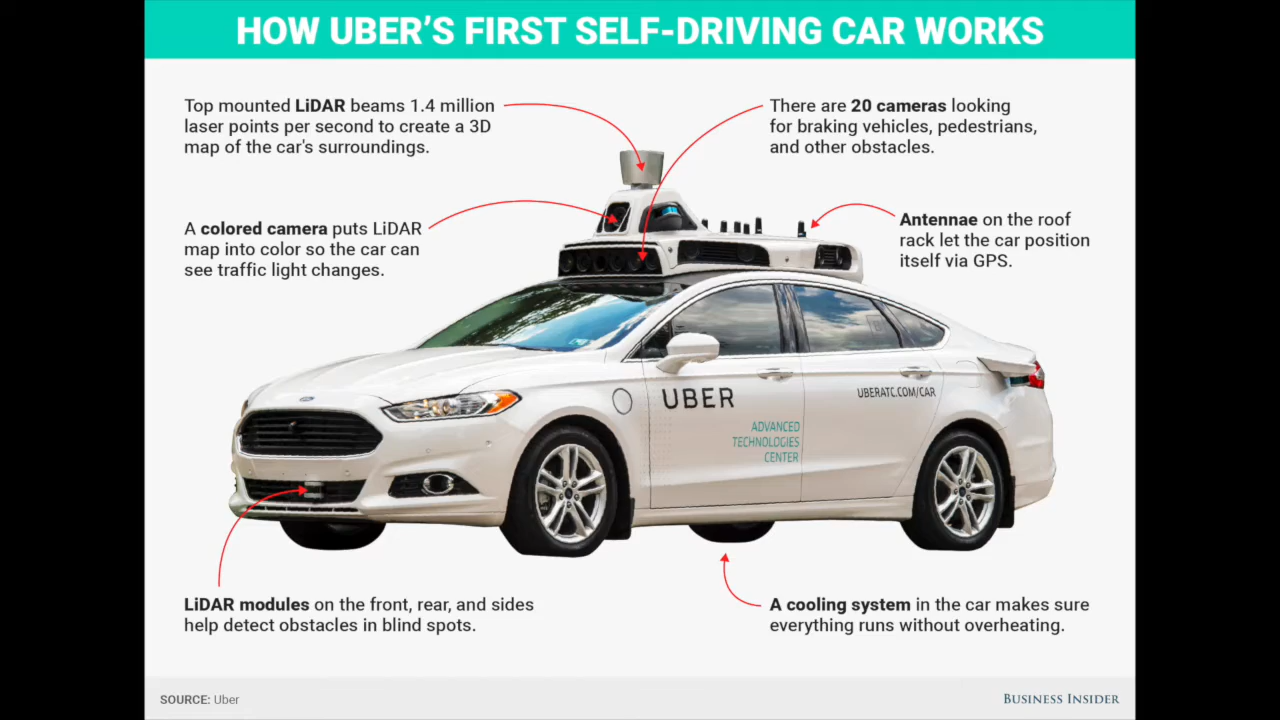 HOW UBER'S FIRST SELF-DRIVING CAR WORKS
Top mounted LiDAR beams 1.4 million
laser points per second to create a 3D
map of the car's surroundings.
There are 20 cameras looking
for braking vehicles, pedestrians,
and other obstacles.
A colored camera puts LiDAR
map into color so the car can
see traffic light changes.
Antennae on the roof
rack let the car position
itself via GPS.
UBER
UBERATC.COM/CAR
ADVANCED
TECHNOLOGIES
CENTER
LiDAR modules on the front, rear, and sides
help detect obstacles in blind spots.
A cooling system in the car makes sure
everything runs without overheating.
SOURCE: Uber
BUSINESS INSIDER